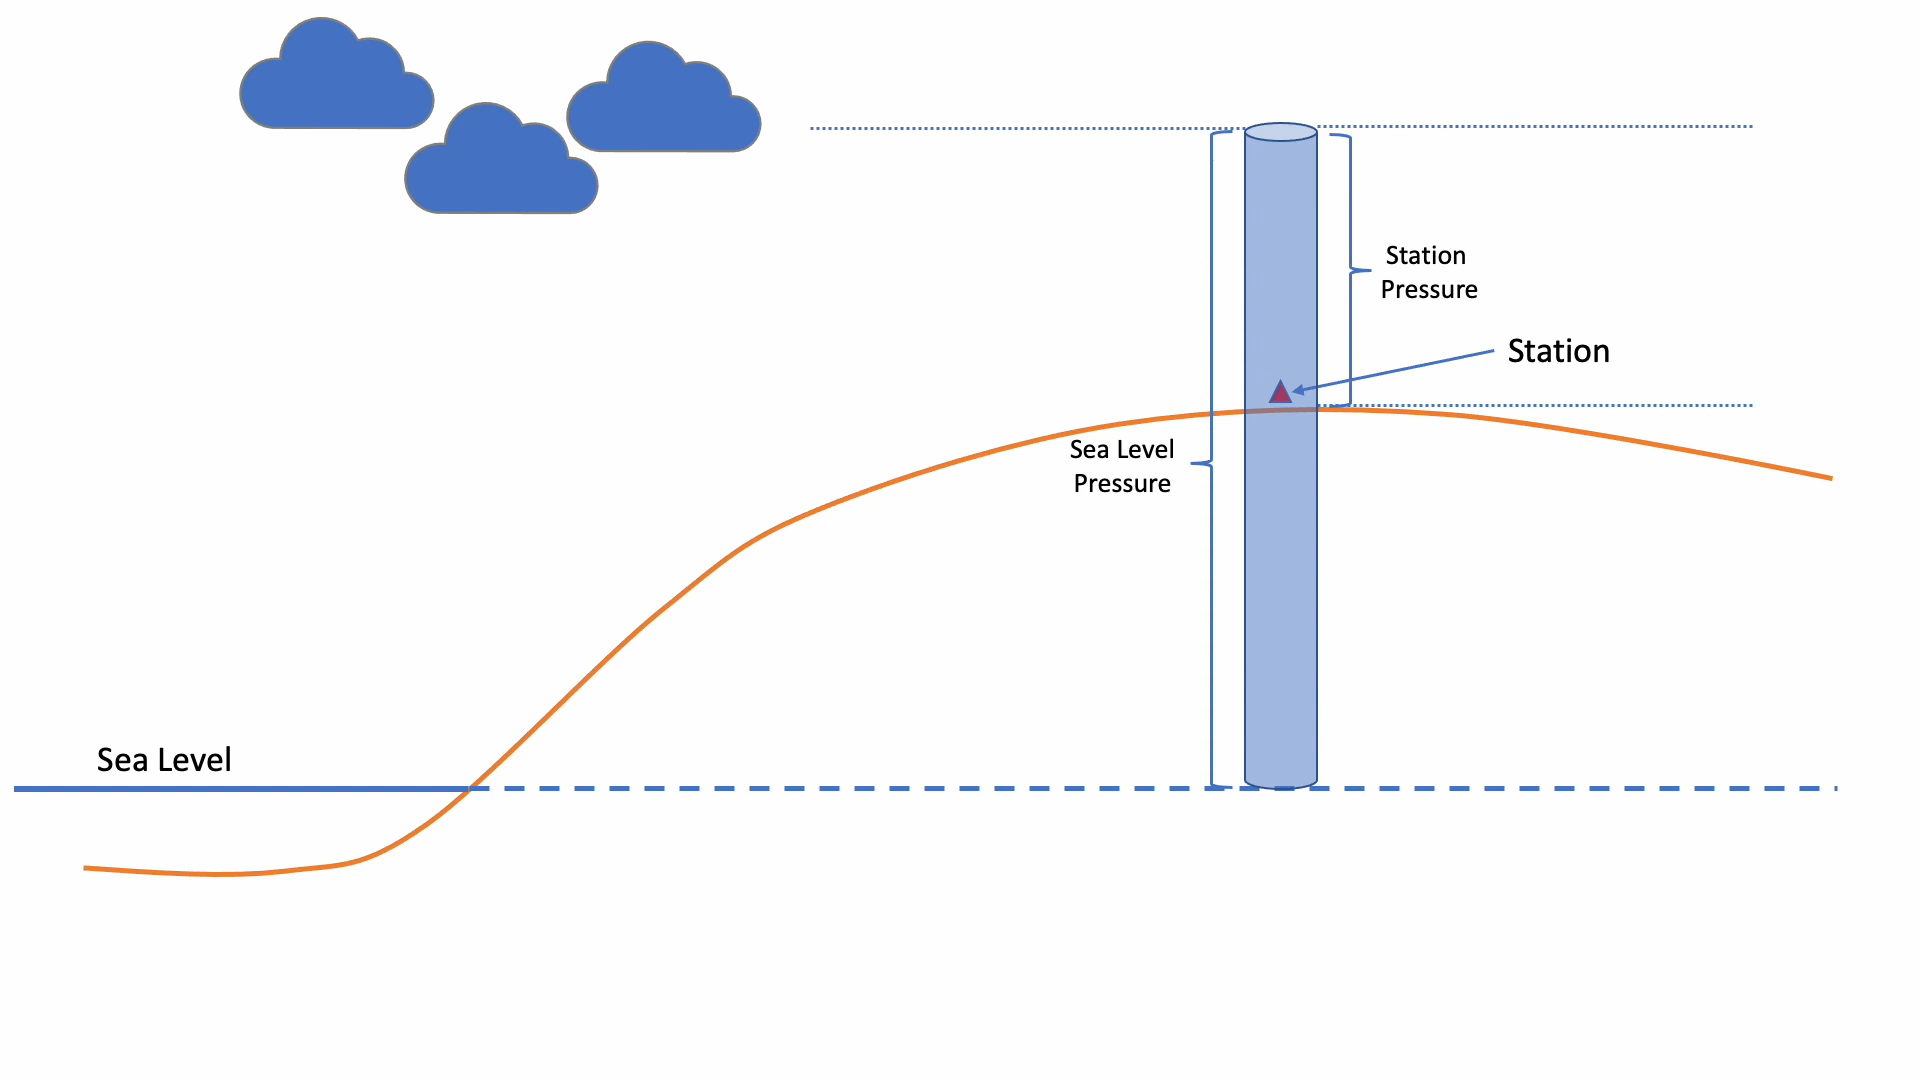 Station
Pressure
Station
Sea Level
Pressure
Sea Level